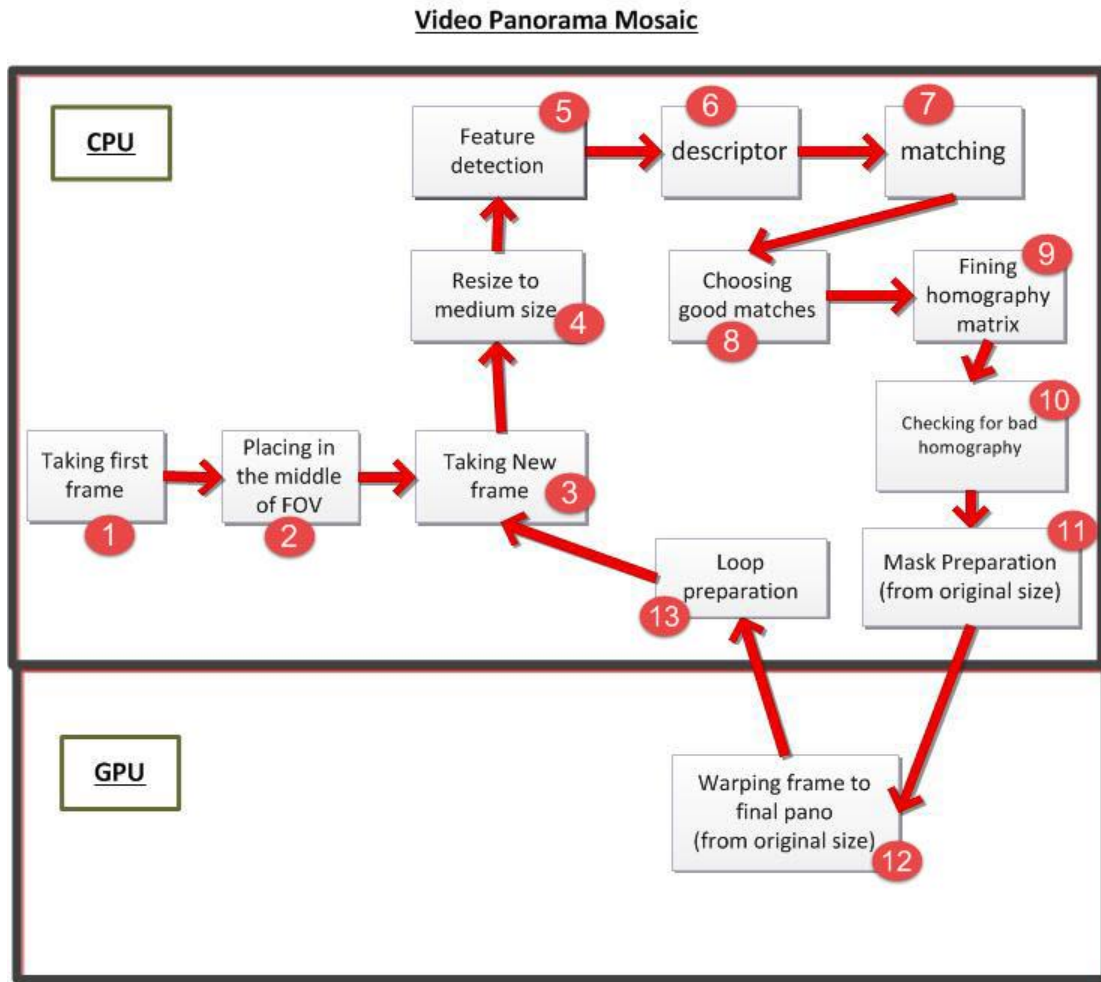 Video Panorama Mosaic
CPU
5
Feature
detection
6
descriptor
7
matching
Resize to
medium size
4
Choosing
good matches
8
9
Fining
homography
matrix
10
Checking for bad
homography
Taking first
frame
1
Placing in
the middle
of FOV
2
Taking New
frame
3
11
Mask Preparation
(from original size)
Loop
preparation
13
GPU
Warping frame to
final pano
(from original size)
12